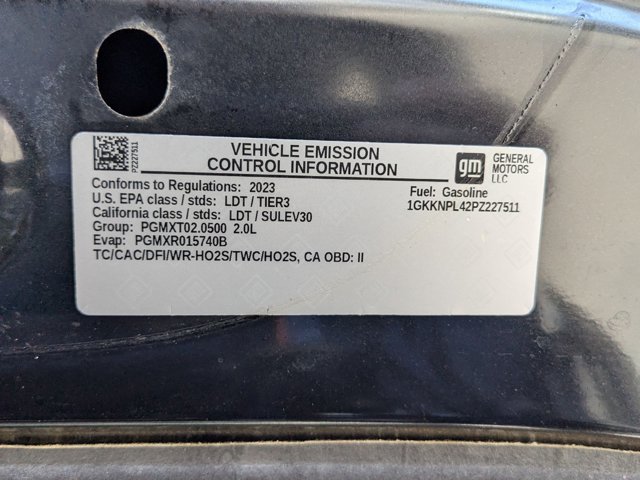 PZ227511
VEHICLE EMISSION
CONTROL INFORMATION
gm
GENERAL
MOTORS
LLC
Conforms to Regulations: 2023
Fuel: Gasoline
U.S. EPA class / stds: LDT / TIER3
1GKKNPL42PZ227511
California class / stds: LDT / SULEV30
Group: PGMXT02.0500 2.0L
Evap: PGMXR015740B
TC/CAC/DFI/WR-HO2S/TWC/HO2S, CA OBD: II